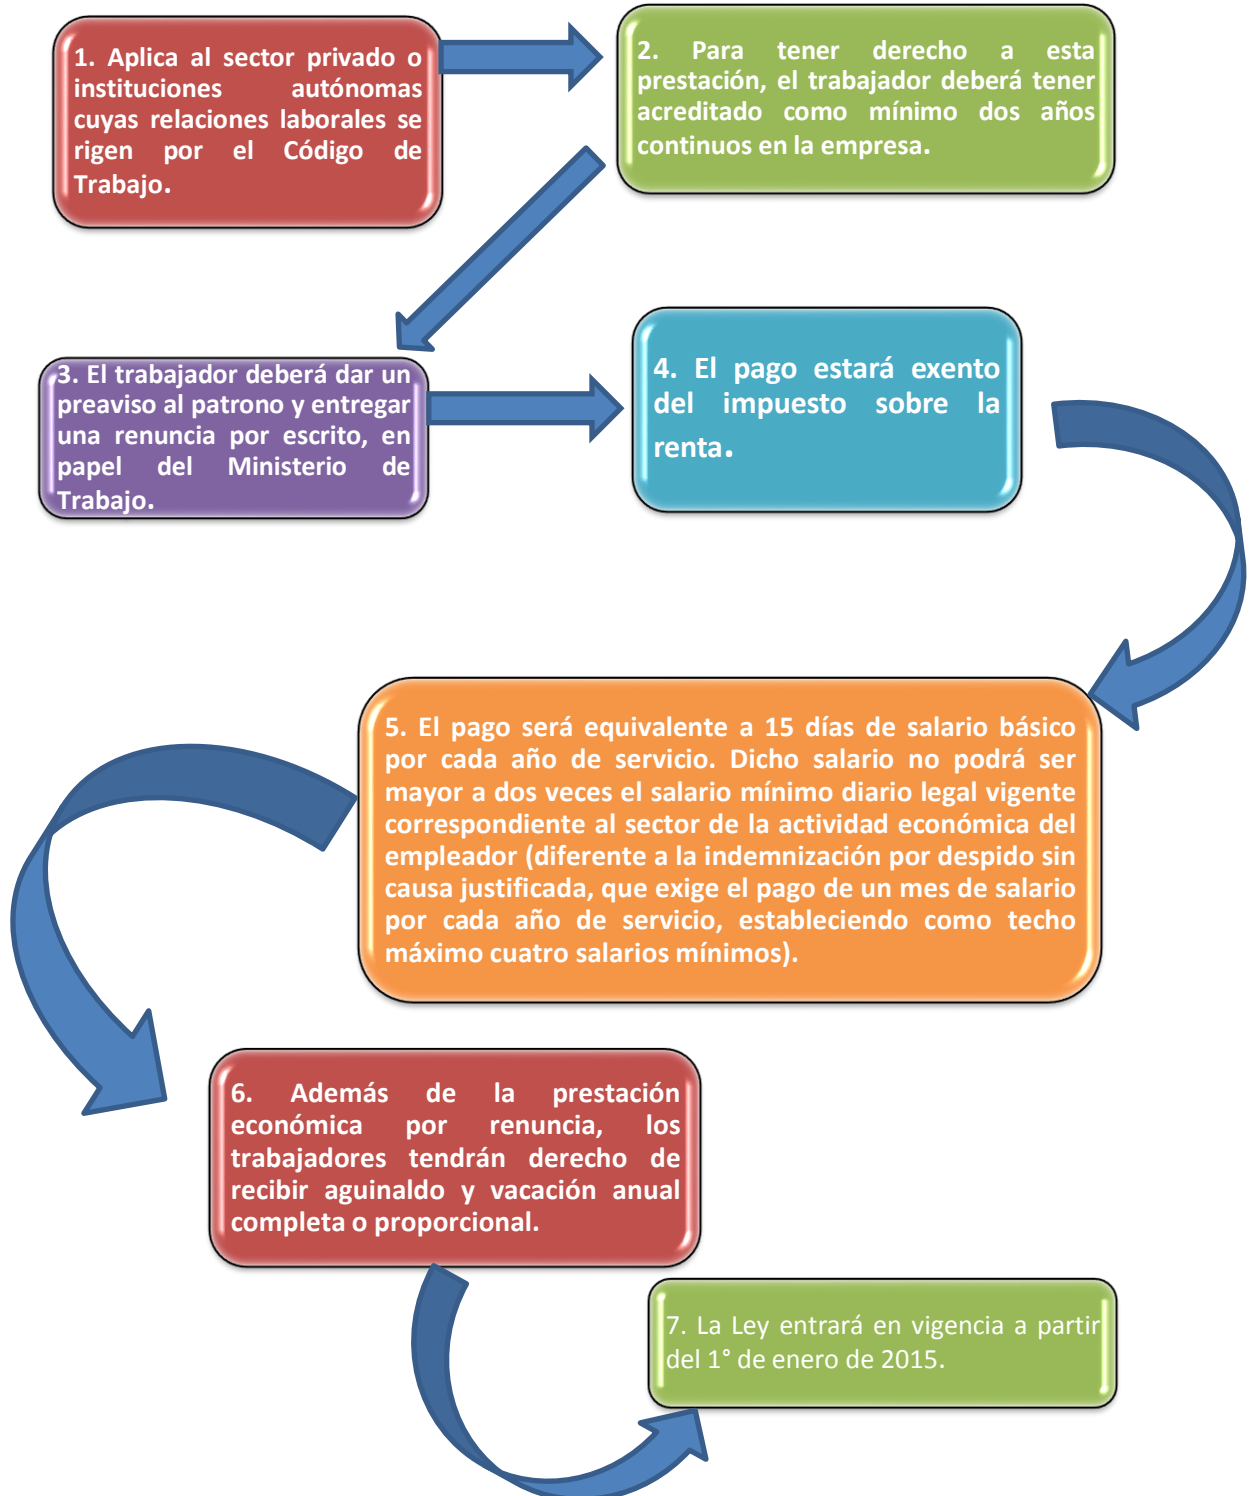 1. Aplica al sector privado o
instituciones autónomas
cuyas relaciones laborales se
rigen por el Código de
Trabajo.
2. Para tener derecho a esta
prestación, el trabajador deberá tener
acreditado como mínimo dos años
continuos en la empresa.
3. El trabajador deberá dar un
preaviso al patrono y entregar
una renuncia por escrito, en
papel del Ministerio de
Trabajo.
4. El pago estará exento
del impuesto sobre la
renta.
5. El pago será equivalente a 15 días de salario básico
por cada año de servicio. Dicho salario no podrá ser
mayor a dos veces el salario mínimo diario legal vigente
correspondiente al sector de la actividad económica del
empleador (diferente a la indemnización por despido sin
causa justificada, que exige el pago de un mes de salario
por cada año de servicio, estableciendo como techo
máximo cuatro salarios mínimos).
6. Además de la prestación
económica por renuncia, los
trabajadores tendrán derecho de
recibir aguinaldo y vacación anual
completa o proporcional.
7. La Ley entrará en vigencia a partir
del 1° de enero de 2015.